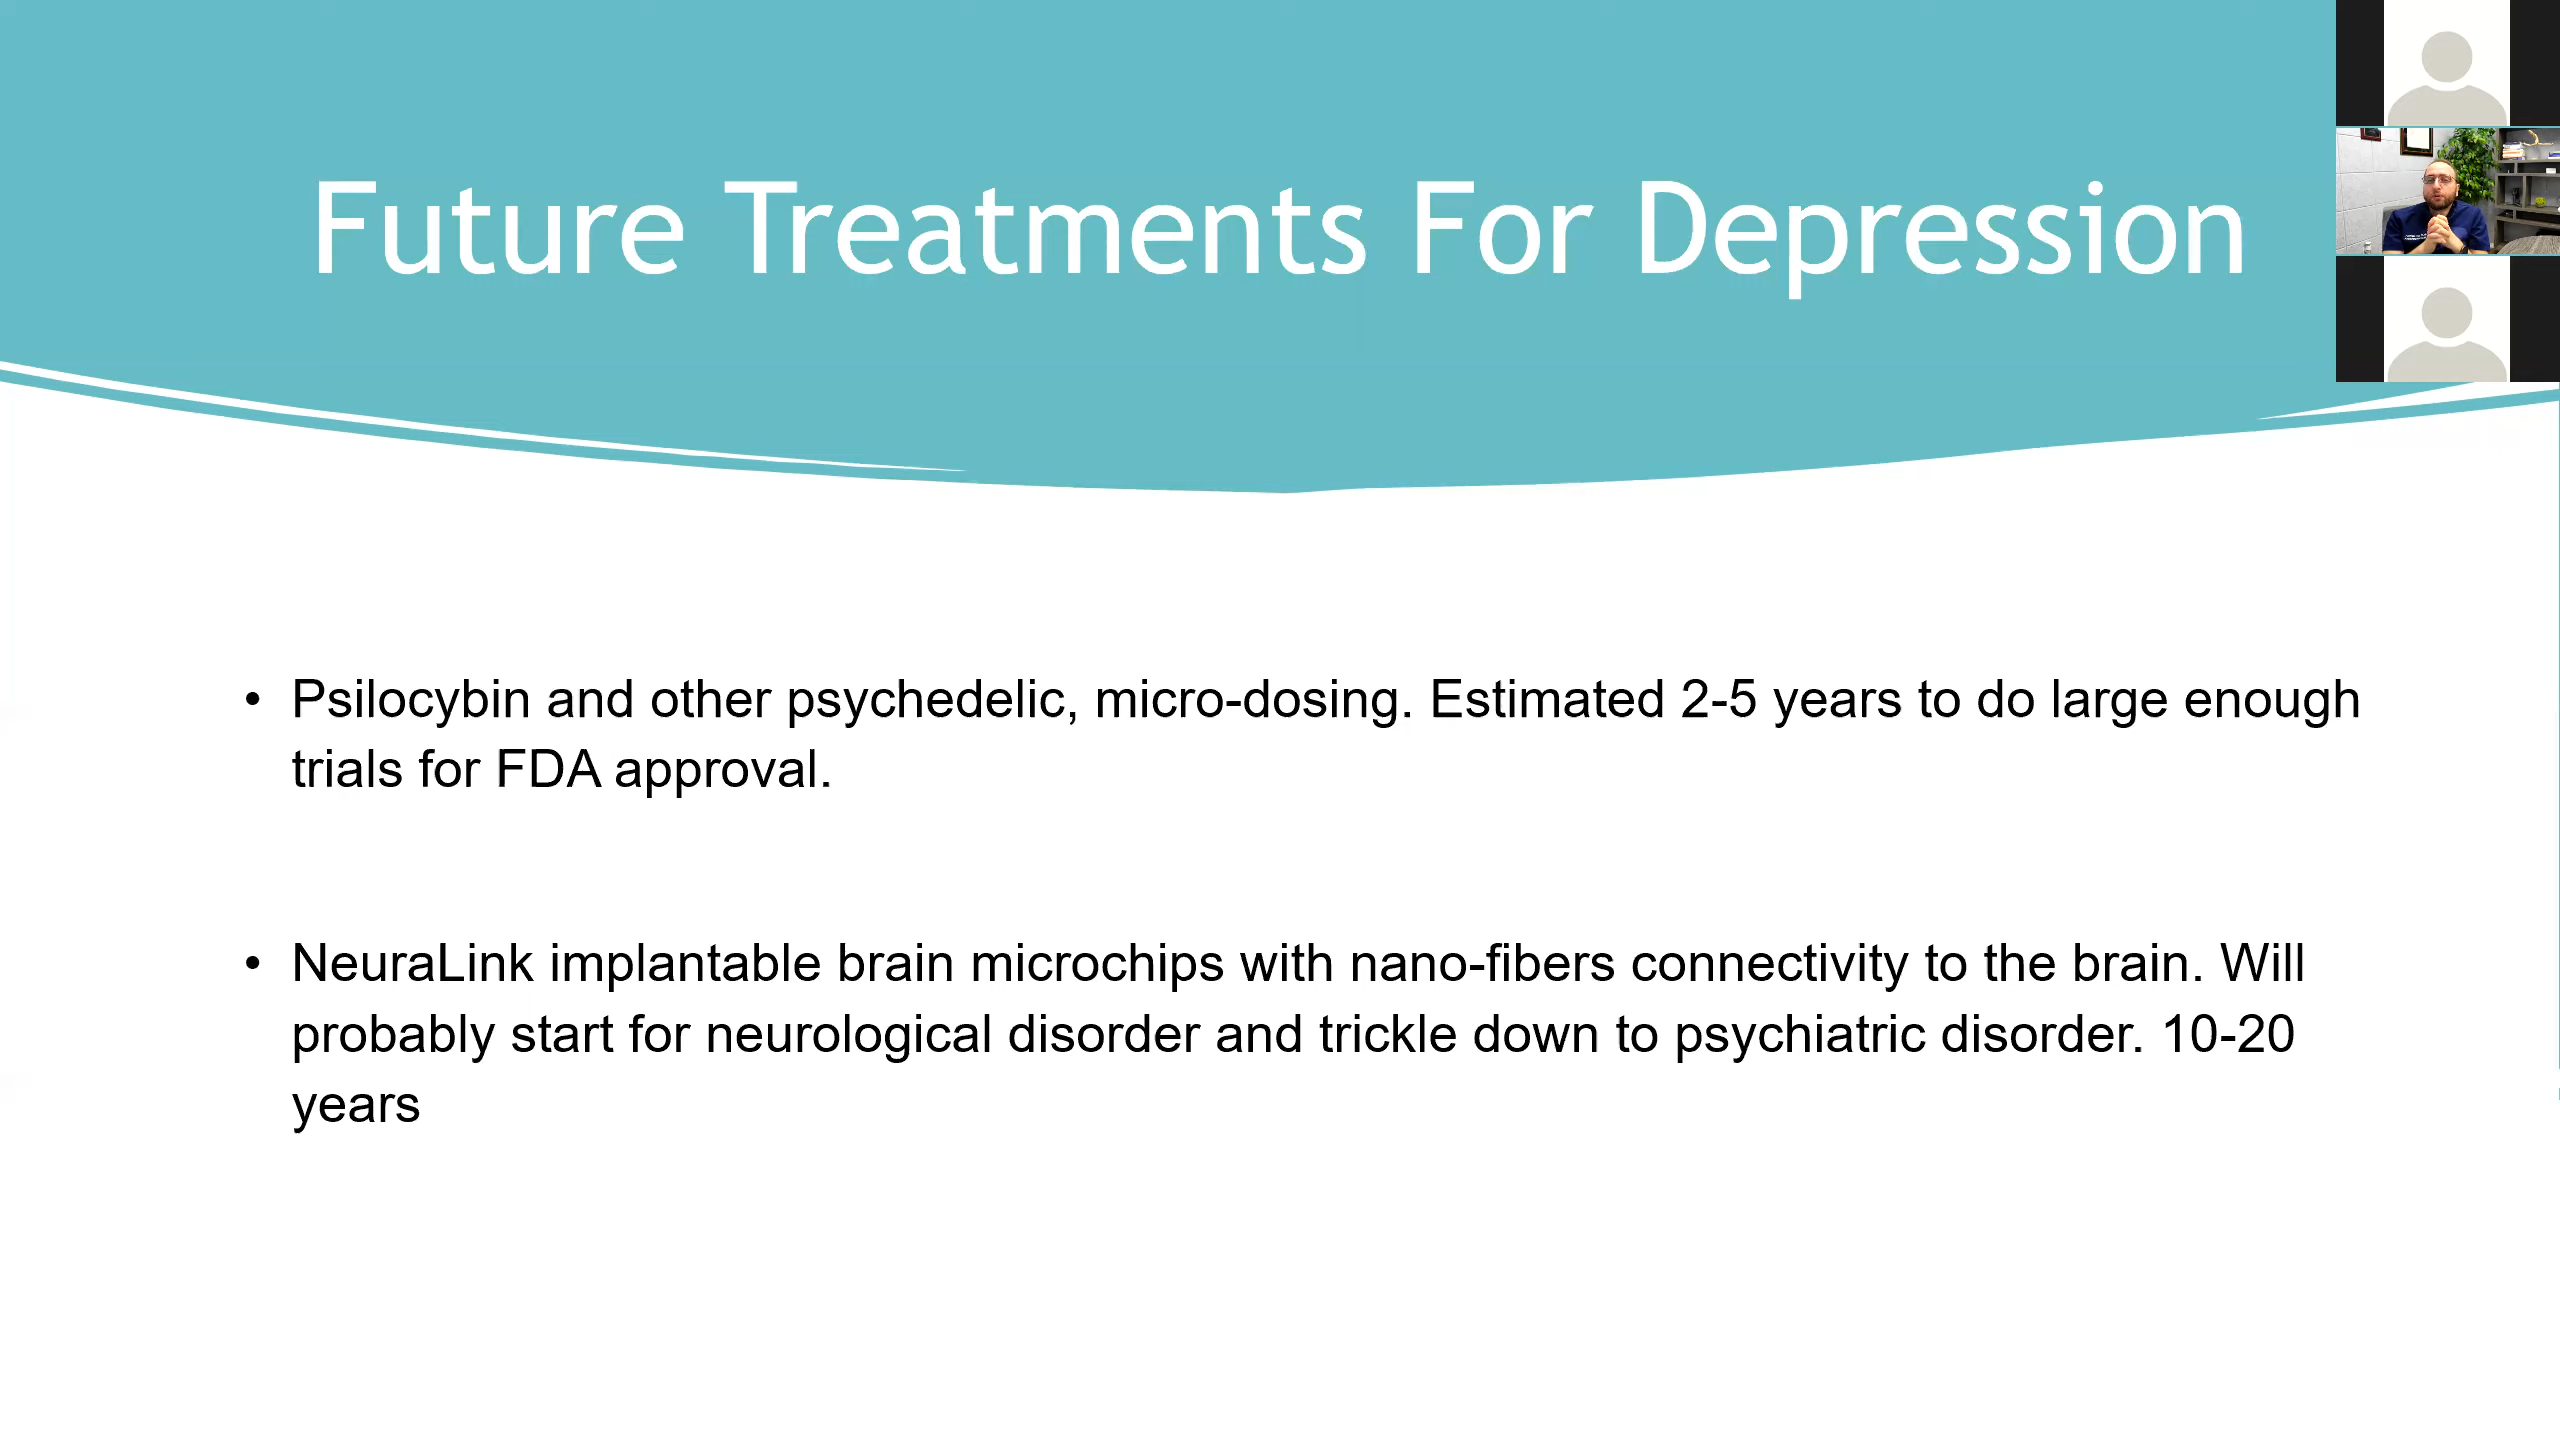 Future Treatments For Depression
• Psilocybin and other psychedelic, micro-dosing. Estimated 2-5 years to do large enough
trials for FDA approval.
• NeuraLink implantable brain microchips with nano-fibers connectivity to the brain. Will
probably start for neurological disorder and trickle down to psychiatric disorder. 10-20
years